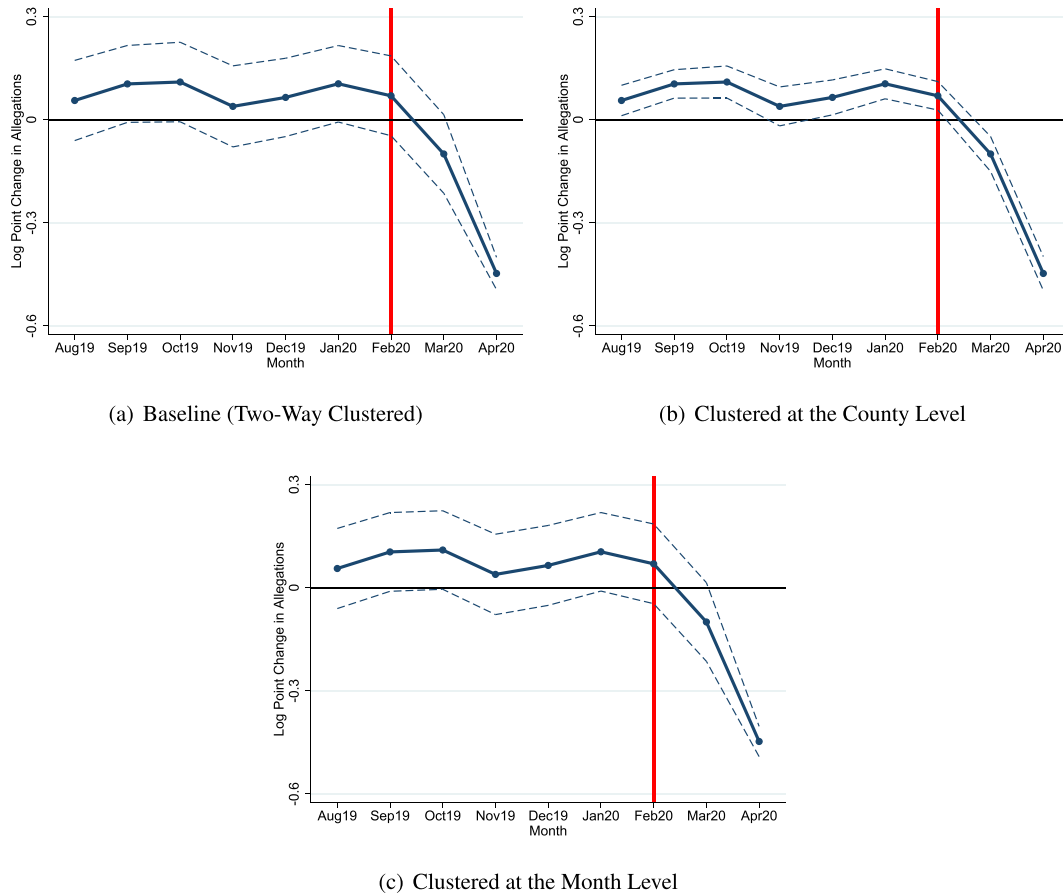 Log Point Change in Allegations
0.3
0
-0.3
-0.6
Aug19 Sep19 Oct19 Nov19 Dec19 Jan20 Feb20 Mar20 Apr20
Month
(a) Baseline (Two-Way Clustered)
Log Point Change in Allegations
0.3
0
-0.3
-0.6
Aug19 Sep19 Oct19 Nov19 Dec19 Jan20 Feb20 Mar20 Apr20
Month
(b) Clustered at the County Level
Log Point Change in Allegations
0.3
0
-0.3
-0.6
Aug19 Sep19 Oct19 Nov19 Dec19 Jan20 Feb20 Mar20 Apr20
Month
(c) Clustered at the Month Level